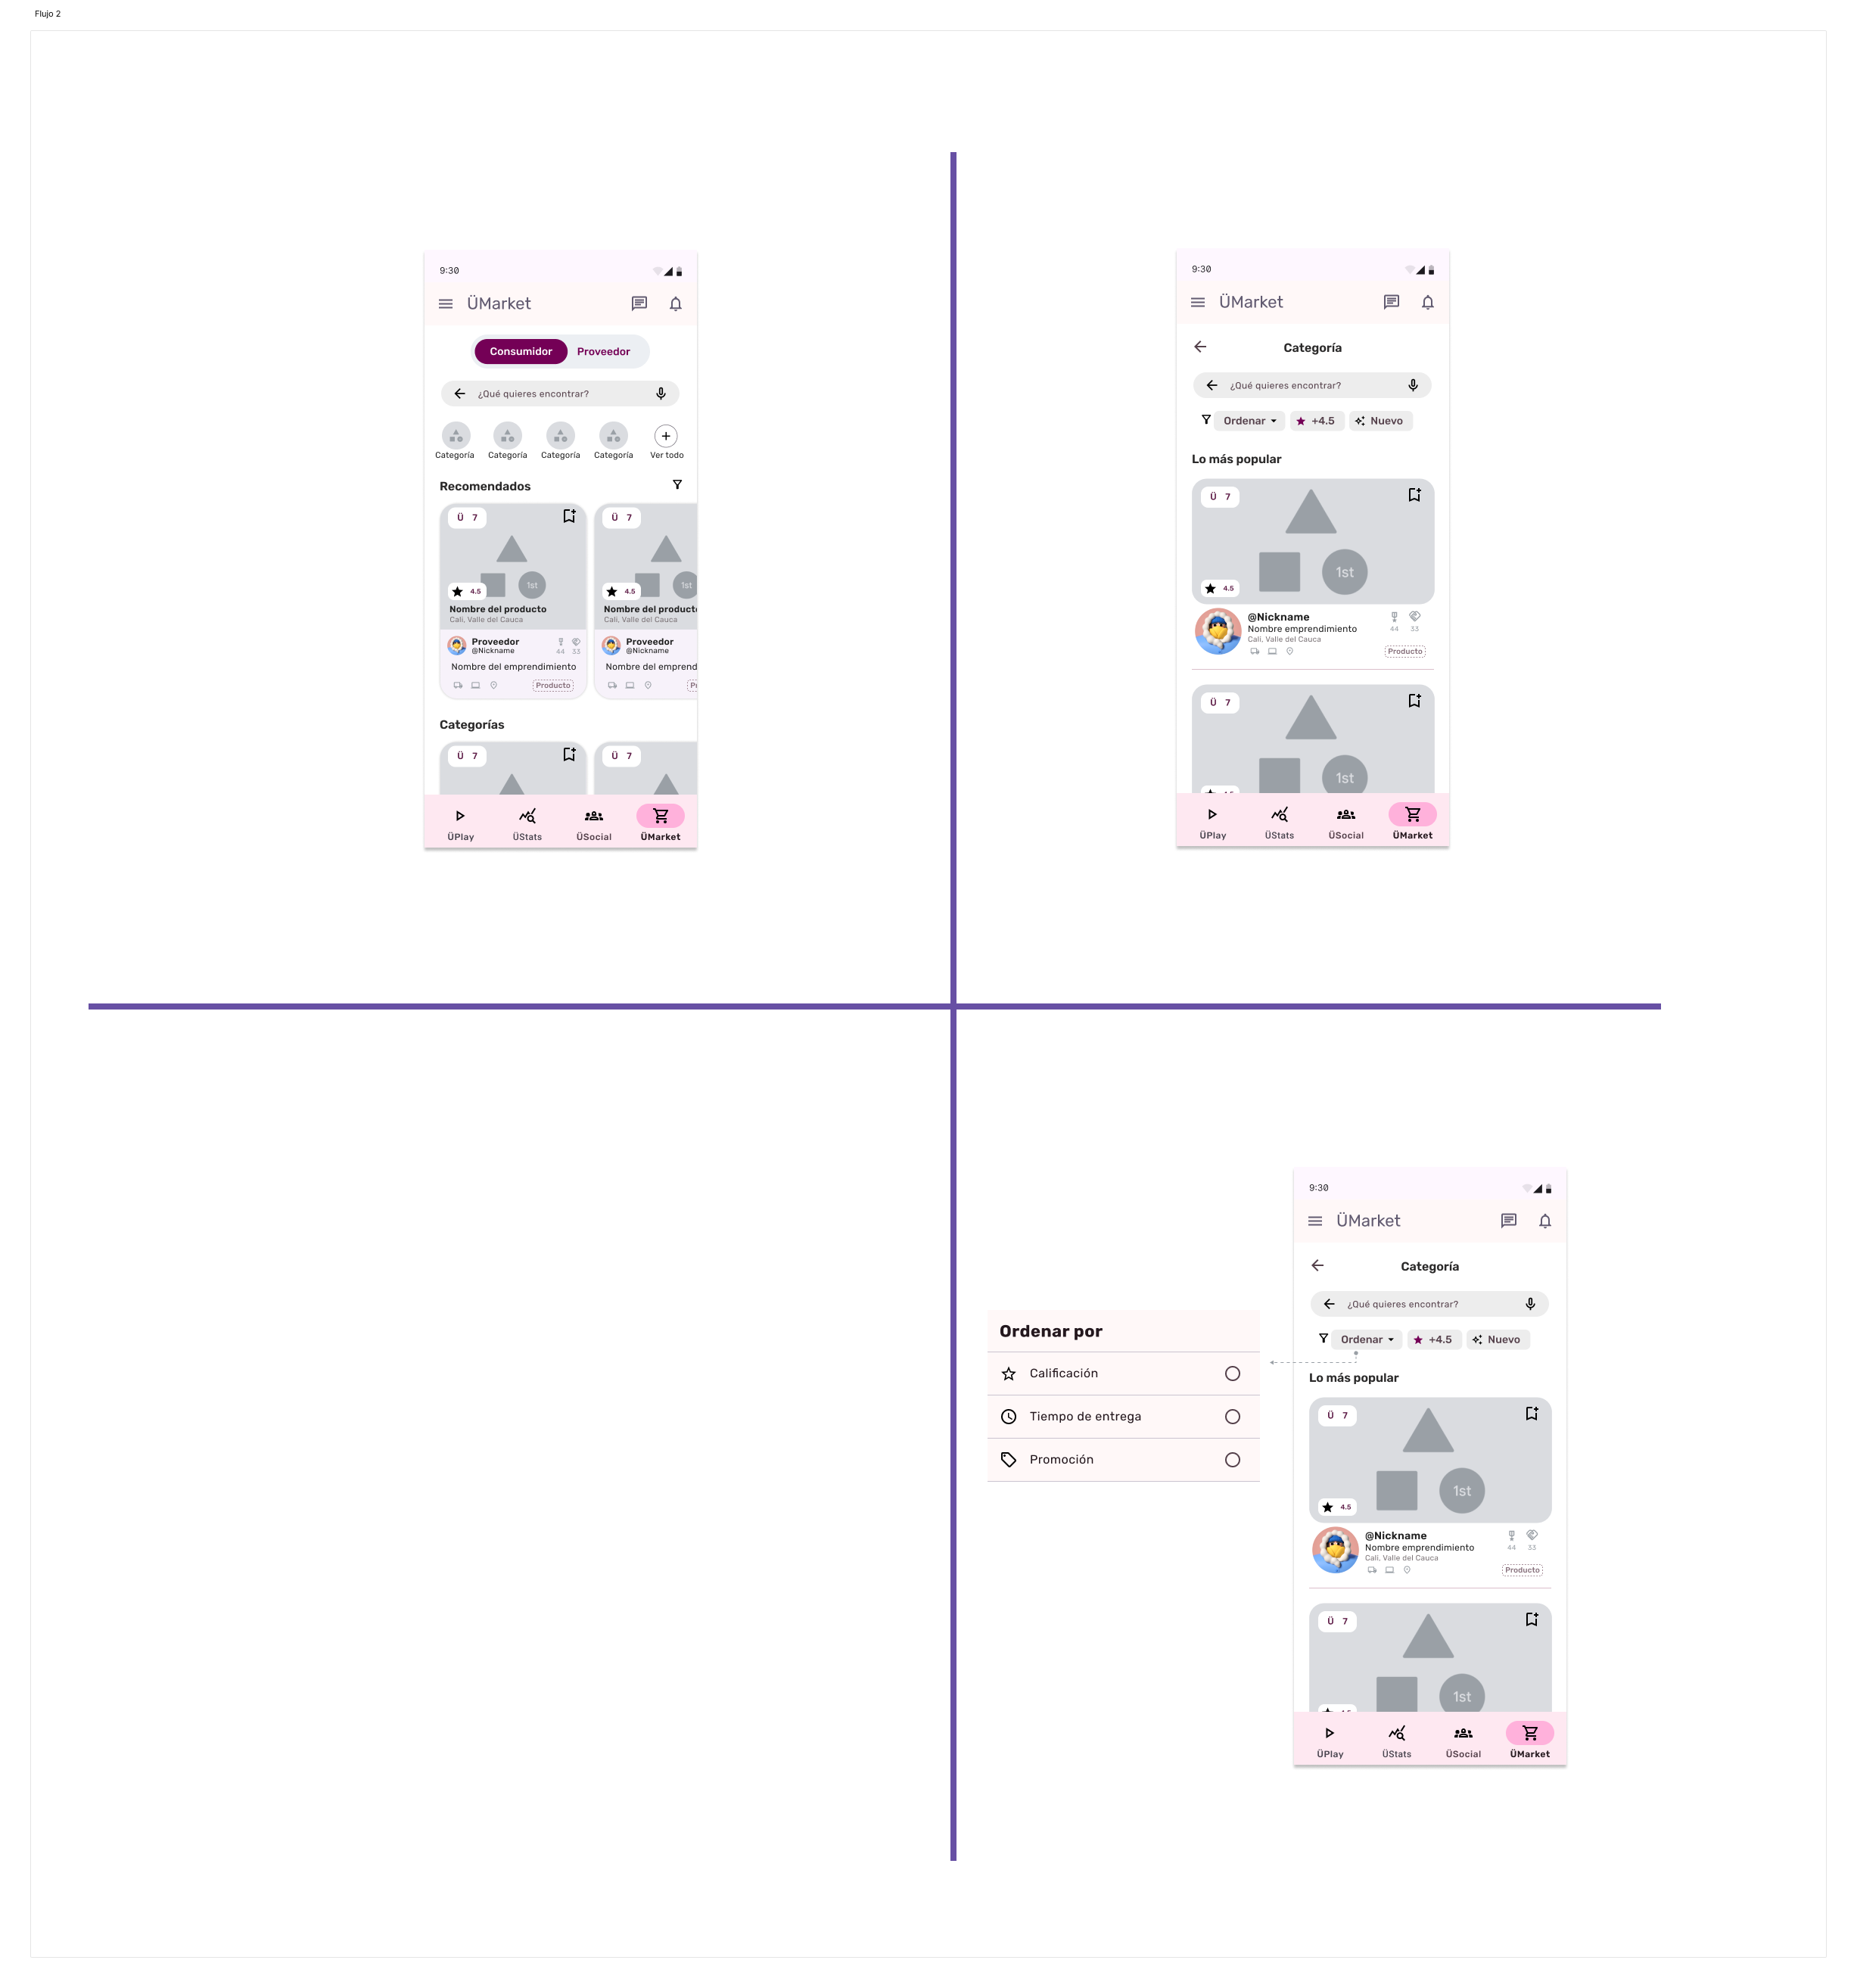 Flujo 2
9:30
ÜMarket
Consumidor Proveedor
¿Qué quieres encontrar?
Categoría Categoría Categoría Categoría Ver todo
Recomendados
Ü 7 Ü 7
1st 1st
4.5 4.5
Nombre del producto Nombre del producto
Cali, Valle del Cauca Cali, Valle del Cauca
Proveedor Proveedor
@Nickname 44 33 @Nickname
Nombre del emprendimiento Nombre del emprend
Producto P
Categorías
Ü 7 Ü 7
ÜPlay ÜStats ÜSocial ÜMarket
9:30
ÜMarket
Categoría
¿Qué quieres encontrar?
Ordenar +4.5 Nuevo
Lo más popular
Ü 7
1st
4.5
@Nickname
Nombre emprendimiento 44 33
Cali, Valle del Cauca
Producto
Ü 7
1st
ÜPlay ÜStats ÜSocial ÜMarket
Ordenar por
Calificación
Tiempo de entrega
Promoción
9:30
ÜMarket
Categoría
¿Qué quieres encontrar?
Ordenar +4.5 Nuevo
Lo más popular
Ü 7
1st
4.5
@Nickname
Nombre emprendimiento 44 33
Cali, Valle del Cauca
Producto
Ü 7
1st
ÜPlay ÜStats ÜSocial ÜMarket